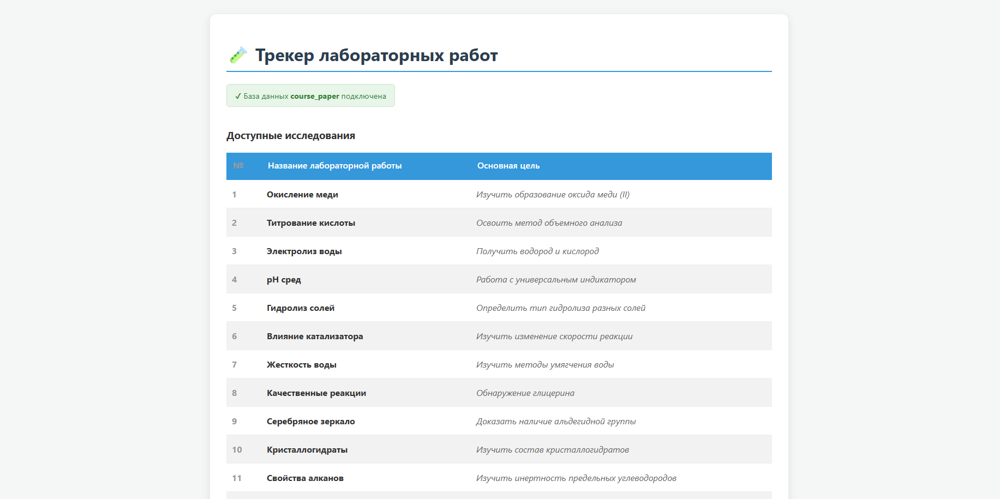 Трекер лабораторных работ
✓ База данных course_paper подключена
Доступные исследования
№ Название лабораторной работы Основная цель
1 Окисление меди Изучить образование оксида меди (II)
2 Титрование кислоты Освоить метод объемного анализа
3 Электролиз воды Получить водород и кислород
4 pH сред Работа с универсальным индикатором
5 Гидролиз солей Определить тип гидролиза разных солей
6 Влияние катализатора Изучить изменение скорости реакции
7 Жесткость воды Изучить методы умягчения воды
8 Качественные реакции Обнаружение глицерина
9 Серебряное зеркало Доказать наличие альдегидной группы
10 Кристаллогидраты Изучить состав кристаллогидратов
11 Свойства алканов Изучить инертность предельных углеводородов